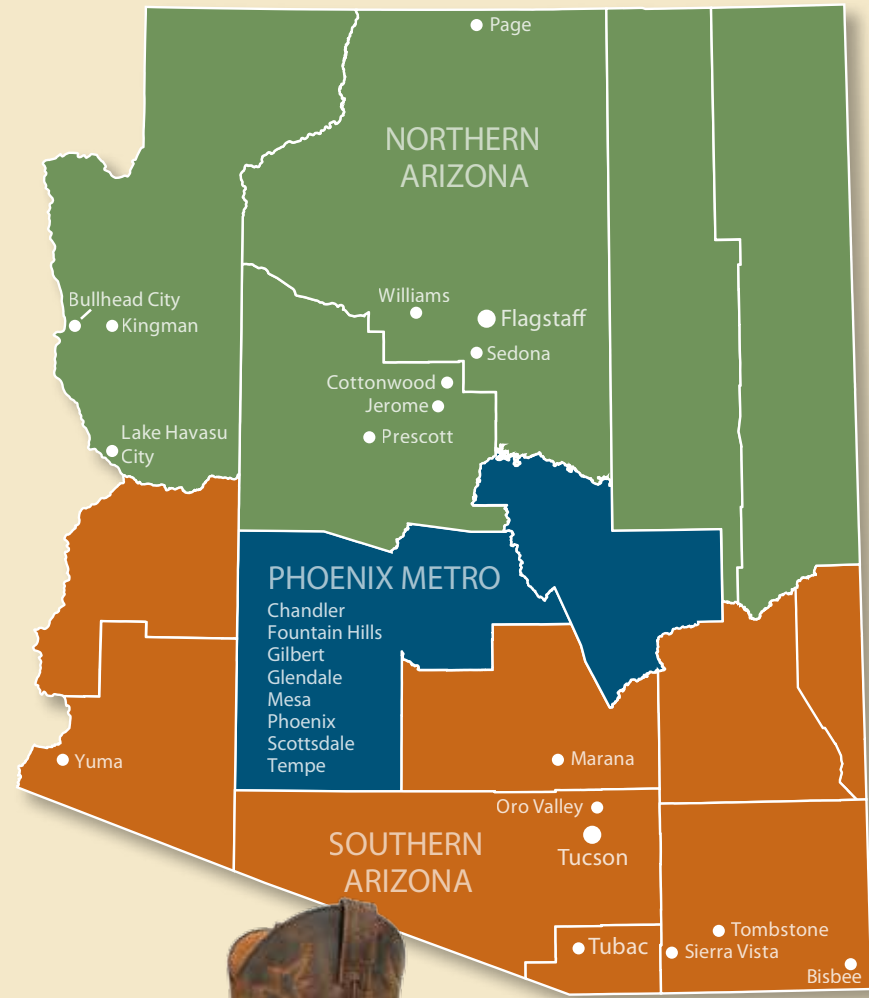 Page
NORTHERN
ARIZONA
Bullhead City
Kingman
Williams
Flagstaff
Sedona
Cottonwood
Jerome
Prescott
Lake Havasu
City
PHOENIX METRO
Chandler
Fountain Hills
Gilbert
Glendale
Mesa
Phoenix
Scottsdale
Tempe
Yuma
Marana
Oro Valley
Tucson
SOUTHERN
ARIZONA
Tubac
Tombstone
Sierra Vista
Bisbee